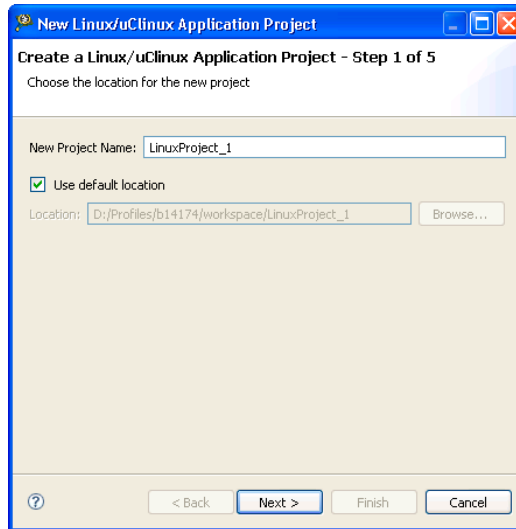 New Linux/uClinux Application Project
Create a Linux/uClinux Application Project - Step 1 of 5
Choose the location for the new project
New Project Name: LinuxProject_1
Use default location
Location: D:/Profiles/b14174/workspace/LinuxProject_1 Browse...
? < Back Next > Finish Cancel